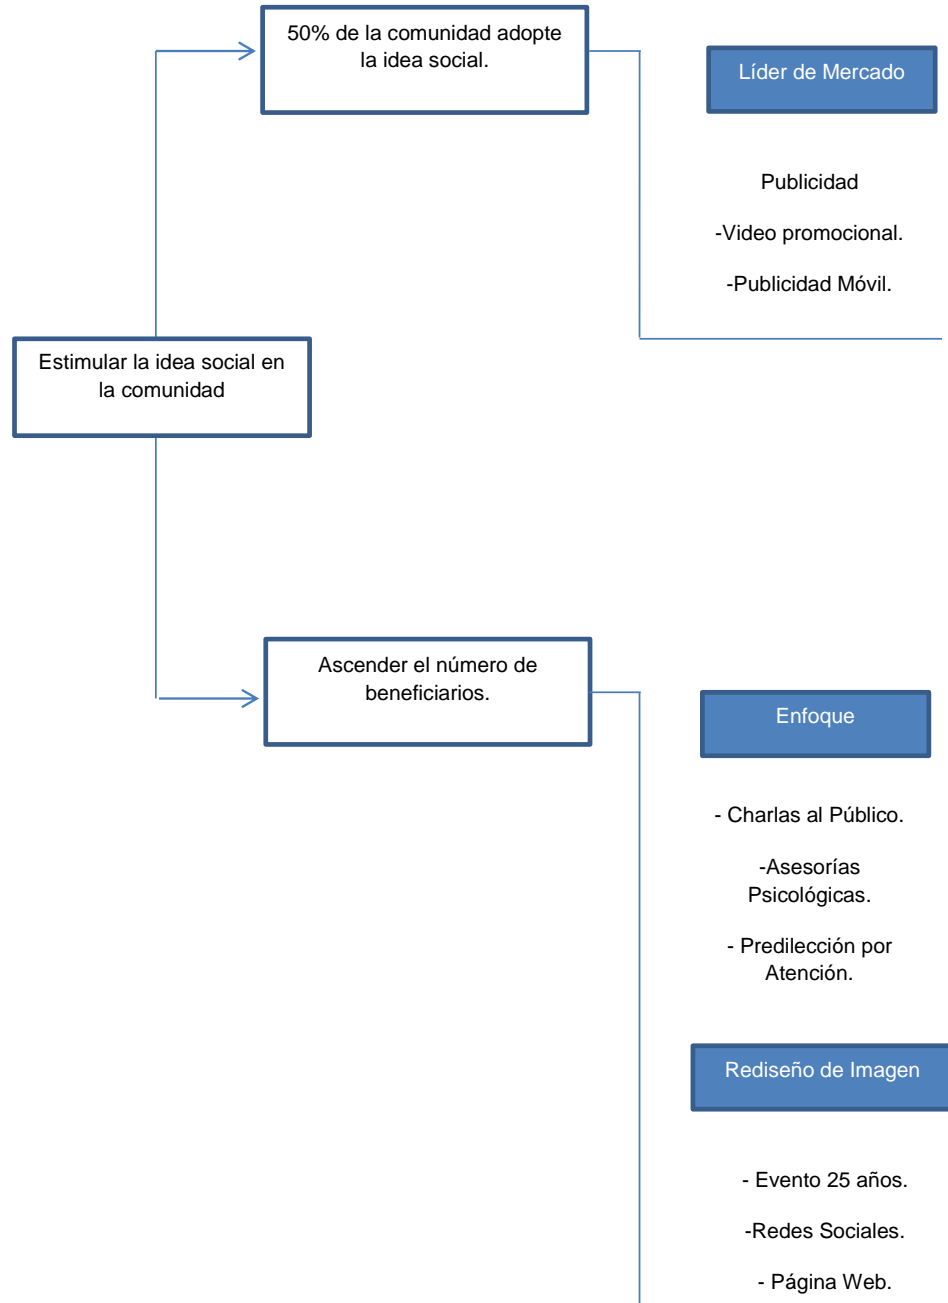 50% de la comunidad adopte
la idea social.
Líder de Mercado
Publicidad
-Video promocional.
-Publicidad Móvil.
Estimular la idea social en
la comunidad
Ascender el número de
beneficiarios.
Enfoque
- Charlas al Público.
-Asesorías
Psicológicas.
- Predilección por
Atención.
Rediseño de Imagen
- Evento 25 años.
-Redes Sociales.
- Página Web.